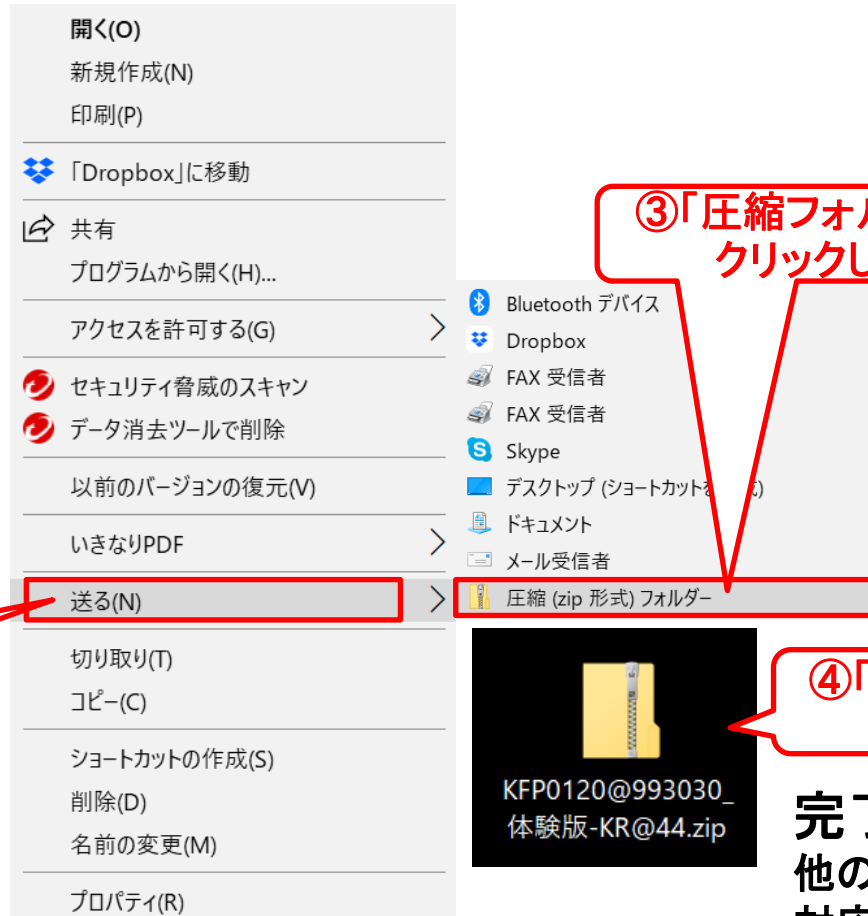 開く(O)
新規作成(N)
印刷(P)
「Dropbox」に移動
共有
プログラムから開く(H)...
アクセスを許可する(G)
セキュリティ脅威のスキャン
データ消去ツールで削除
以前のバージョンの復元(V)
いきなりPDF
送る(N)
切り取り(T)
コピー(C)
ショートカットの作成(S)
削除(D)
名前の変更(M)
プロパティ(R)
③「圧縮フォル
クリックし
Bluetooth デバイス
Dropbox
FAX 受信者
FAX 受信者
Skype
デスクトップ (ショートカットを 成)
ドキュメント
メール受信者
圧縮 (zip 形式) フォルダー
④「
KFP0120@993030_
体験版-KR@44.zip
完了
他の